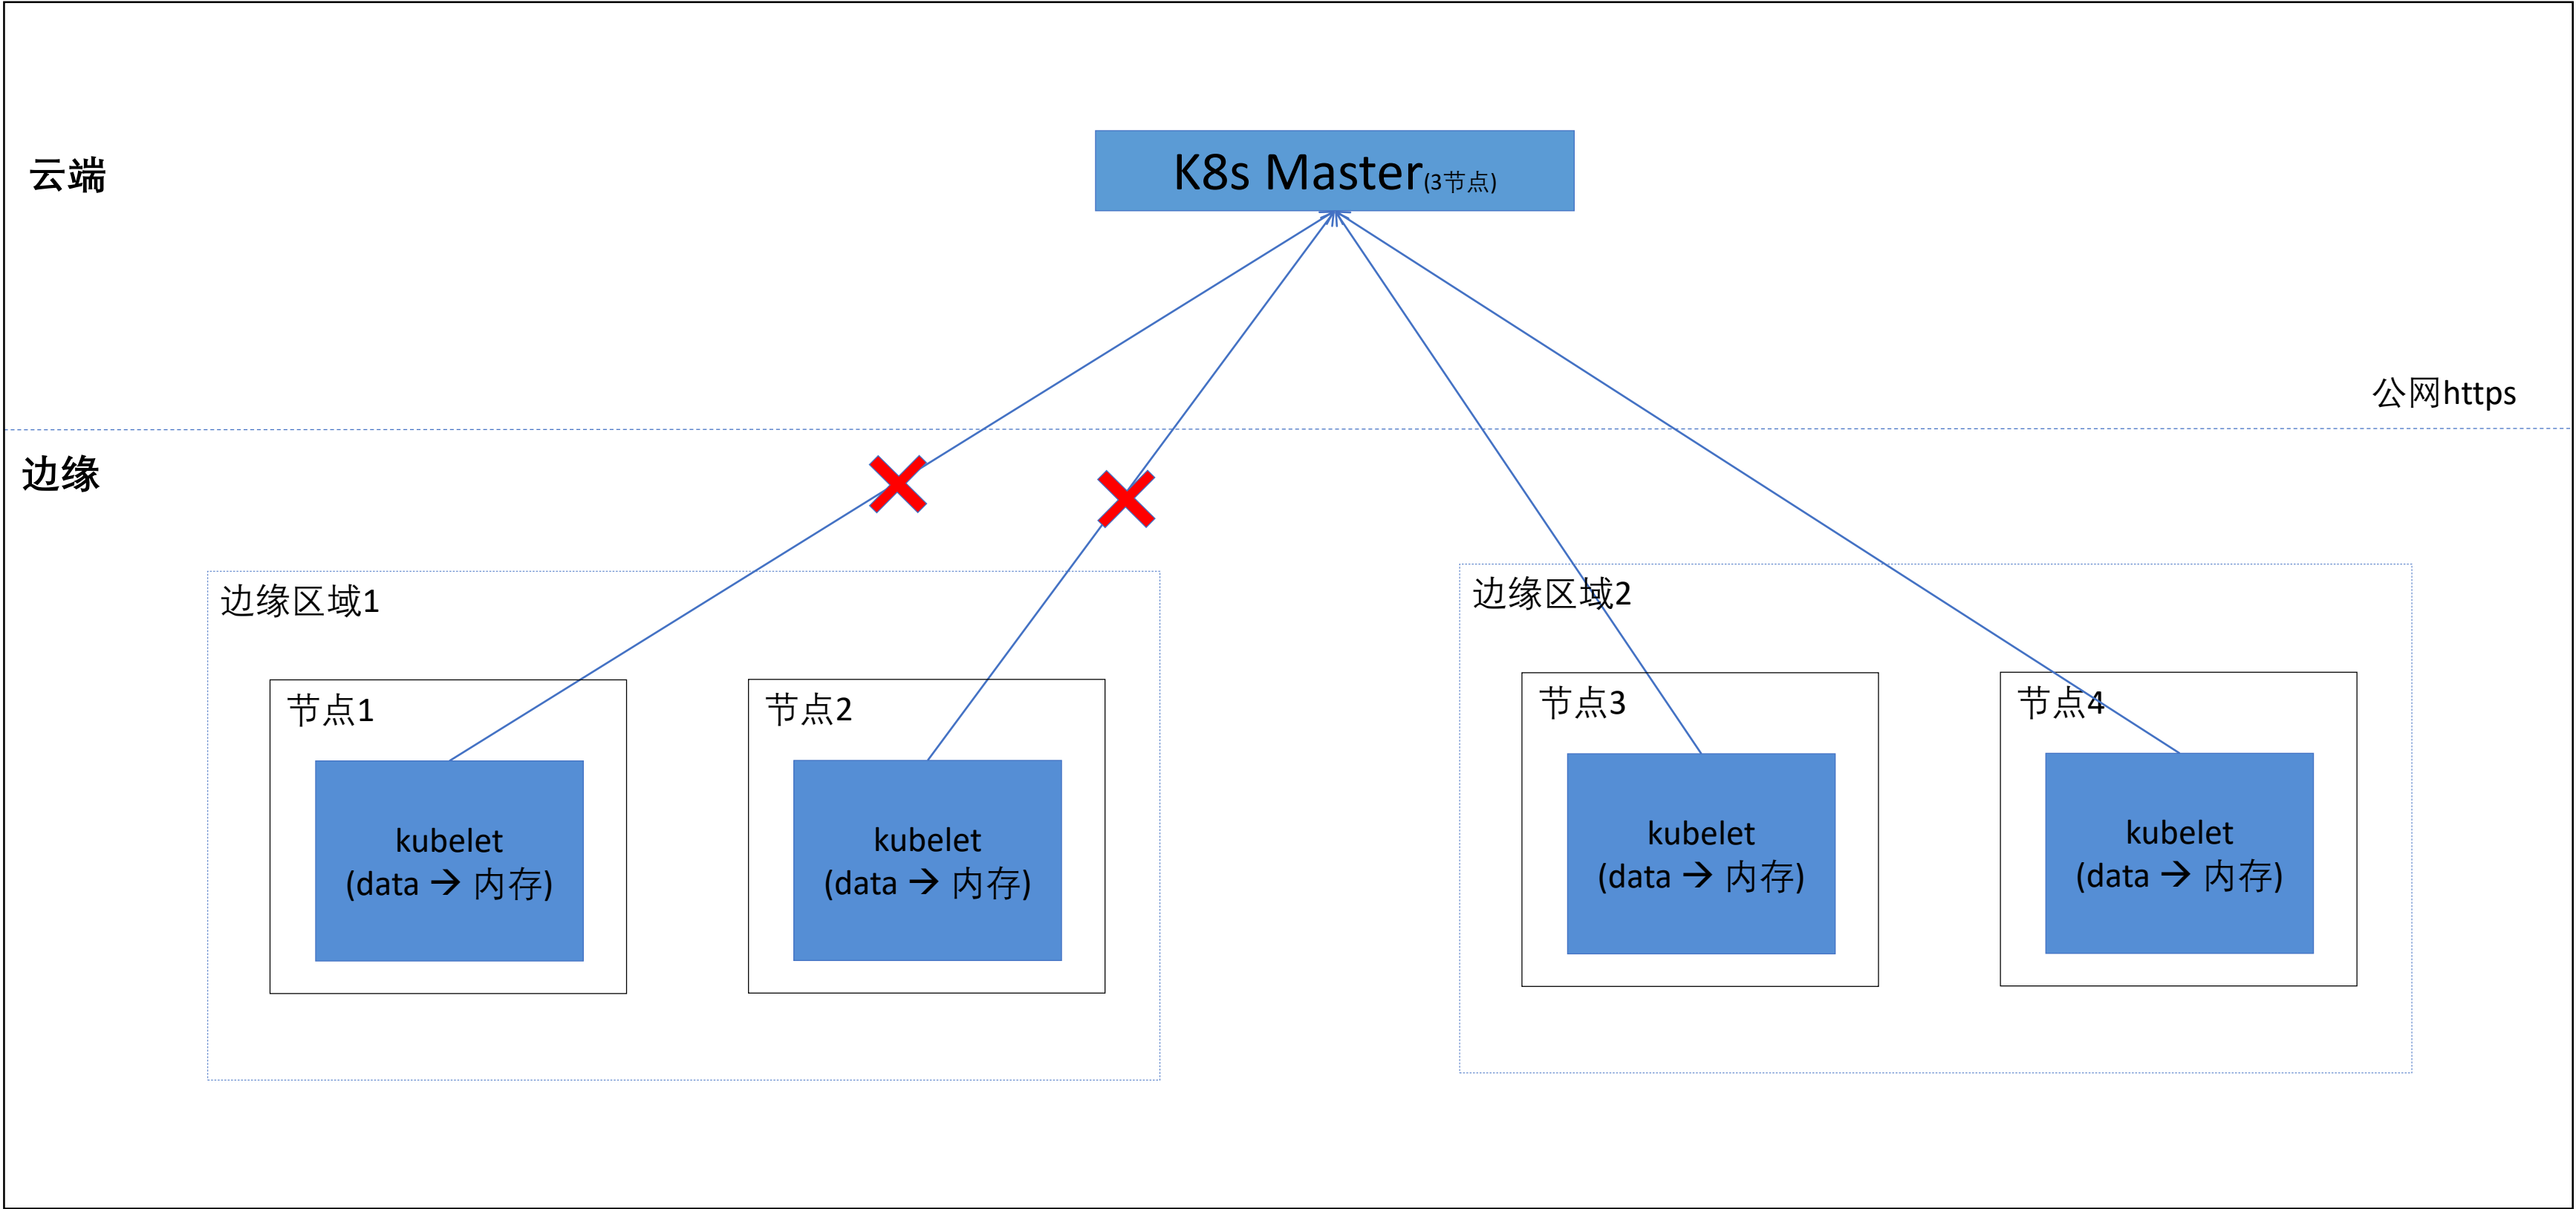 云端
K8s Master(3节点)
公网https
边缘
边缘区域1
边缘区域2
节点1
节点2
节点3
节点4
kubelet
(data → 内存)
kubelet
(data → 内存)
kubelet
(data → 内存)
kubelet
(data → 内存)